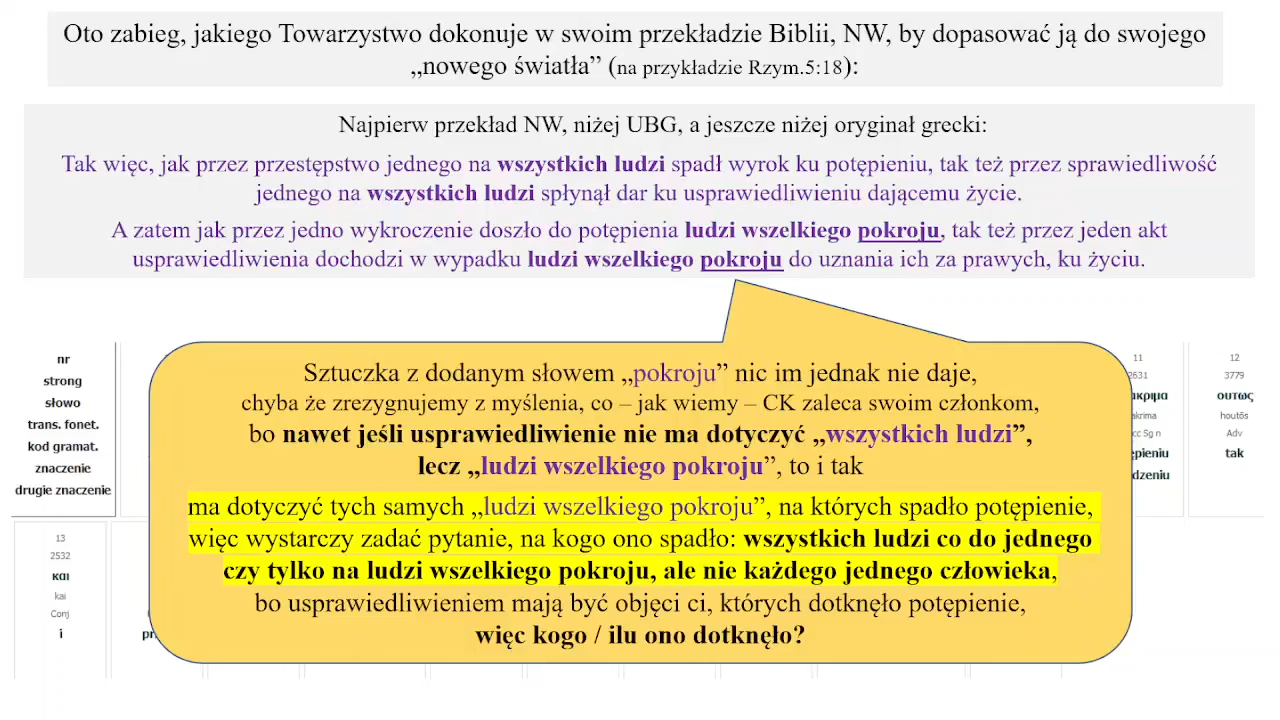 Oto zabieg, jakiego Towarzystwo dokonuje w swoim przekładzie Biblii, NW, by dopasować ją do swojego
„nowego światła” (na przykładzie Rzym.5:18):
Najpierw przekład NW, niżej UBG, a jeszcze niżej oryginał grecki:
Tak więc, jak przez przestępstwo jednego na wszystkich ludzi spadł wyrok ku potępieniu, tak też przez sprawiedliwość
jednego na wszystkich ludzi spłynął dar ku usprawiedliwieniu dającemu życie.
A zatem jak przez jedno wykroczenie doszło do potępienia ludzi wszelkiego pokroju, tak też przez jeden akt
usprawiedliwienia dochodzi w wypadku ludzi wszelkiego pokroju do uznania ich za prawych, ku życiu.
Sztuczka z dodanym słowem „pokroju” nic im jednak nie daje,
chyba że zrezygnujemy z myślenia, co – jak wiemy – CK zaleca swoim członkom,
bo nawet jeśli usprawiedliwienie nie ma dotyczyć „wszystkich ludzi”,
lecz „ludzi wszelkiego pokroju”, to i tak
ma dotyczyć tych samych „ludzi wszelkiego pokroju”, na których spadło potępienie,
więc wystarczy zadać pytanie, na kogo ono spadło: wszystkich ludzi co do jednego
czy tylko na ludzi wszelkiego pokroju, ale nie każdego jednego człowieka,
bo usprawiedliwieniem mają być objęci ci, których dotknęło potępienie,
więc kogo / ilu ono dotknęło?
nr
strong
słowo
trans. fonet.
kod gramat.
znaczenie
drugie znaczenie
11
2631
ακριμα
akrima
cc Sg n
ępieniu
dzeniu
12
3779
ουτως
houtōs
Adv
tak
13
2532
και
kai
Conj
i